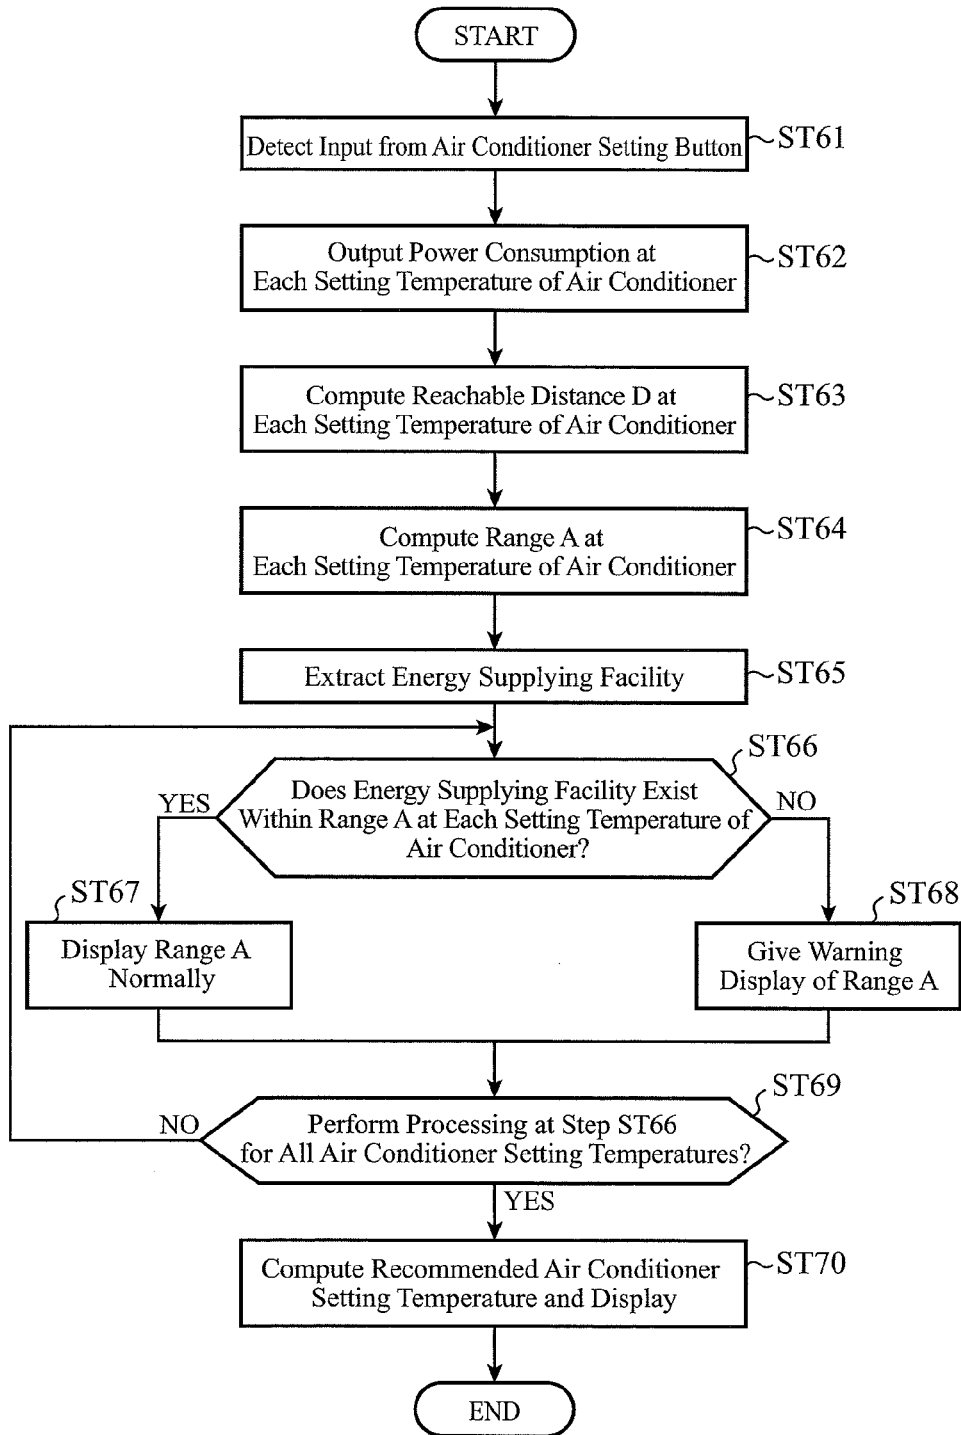 START
Detect Input from Air Conditioner Setting Button
ST61
Output Power Consumption at
Each Setting Temperature of Air Conditioner
ST62
Compute Reachable Distance D at
Each Setting Temperature of Air Conditioner
ST63
Compute Range A at
Each Setting Temperature of Air Conditioner
ST64
Extract Energy Supplying Facility
ST65
ST66
Does Energy Supplying Facility Exist
Within Range A at Each Setting Temperature of
Air Conditioner?
YES
NO
ST67
Display Range A
Normally
ST68
Give Warning
Display of Range A
ST69
Perform Processing at Step ST66
for All Air Conditioner Setting Temperatures?
NO
YES
Compute Recommended Air Conditioner
Setting Temperature and Display
ST70
END